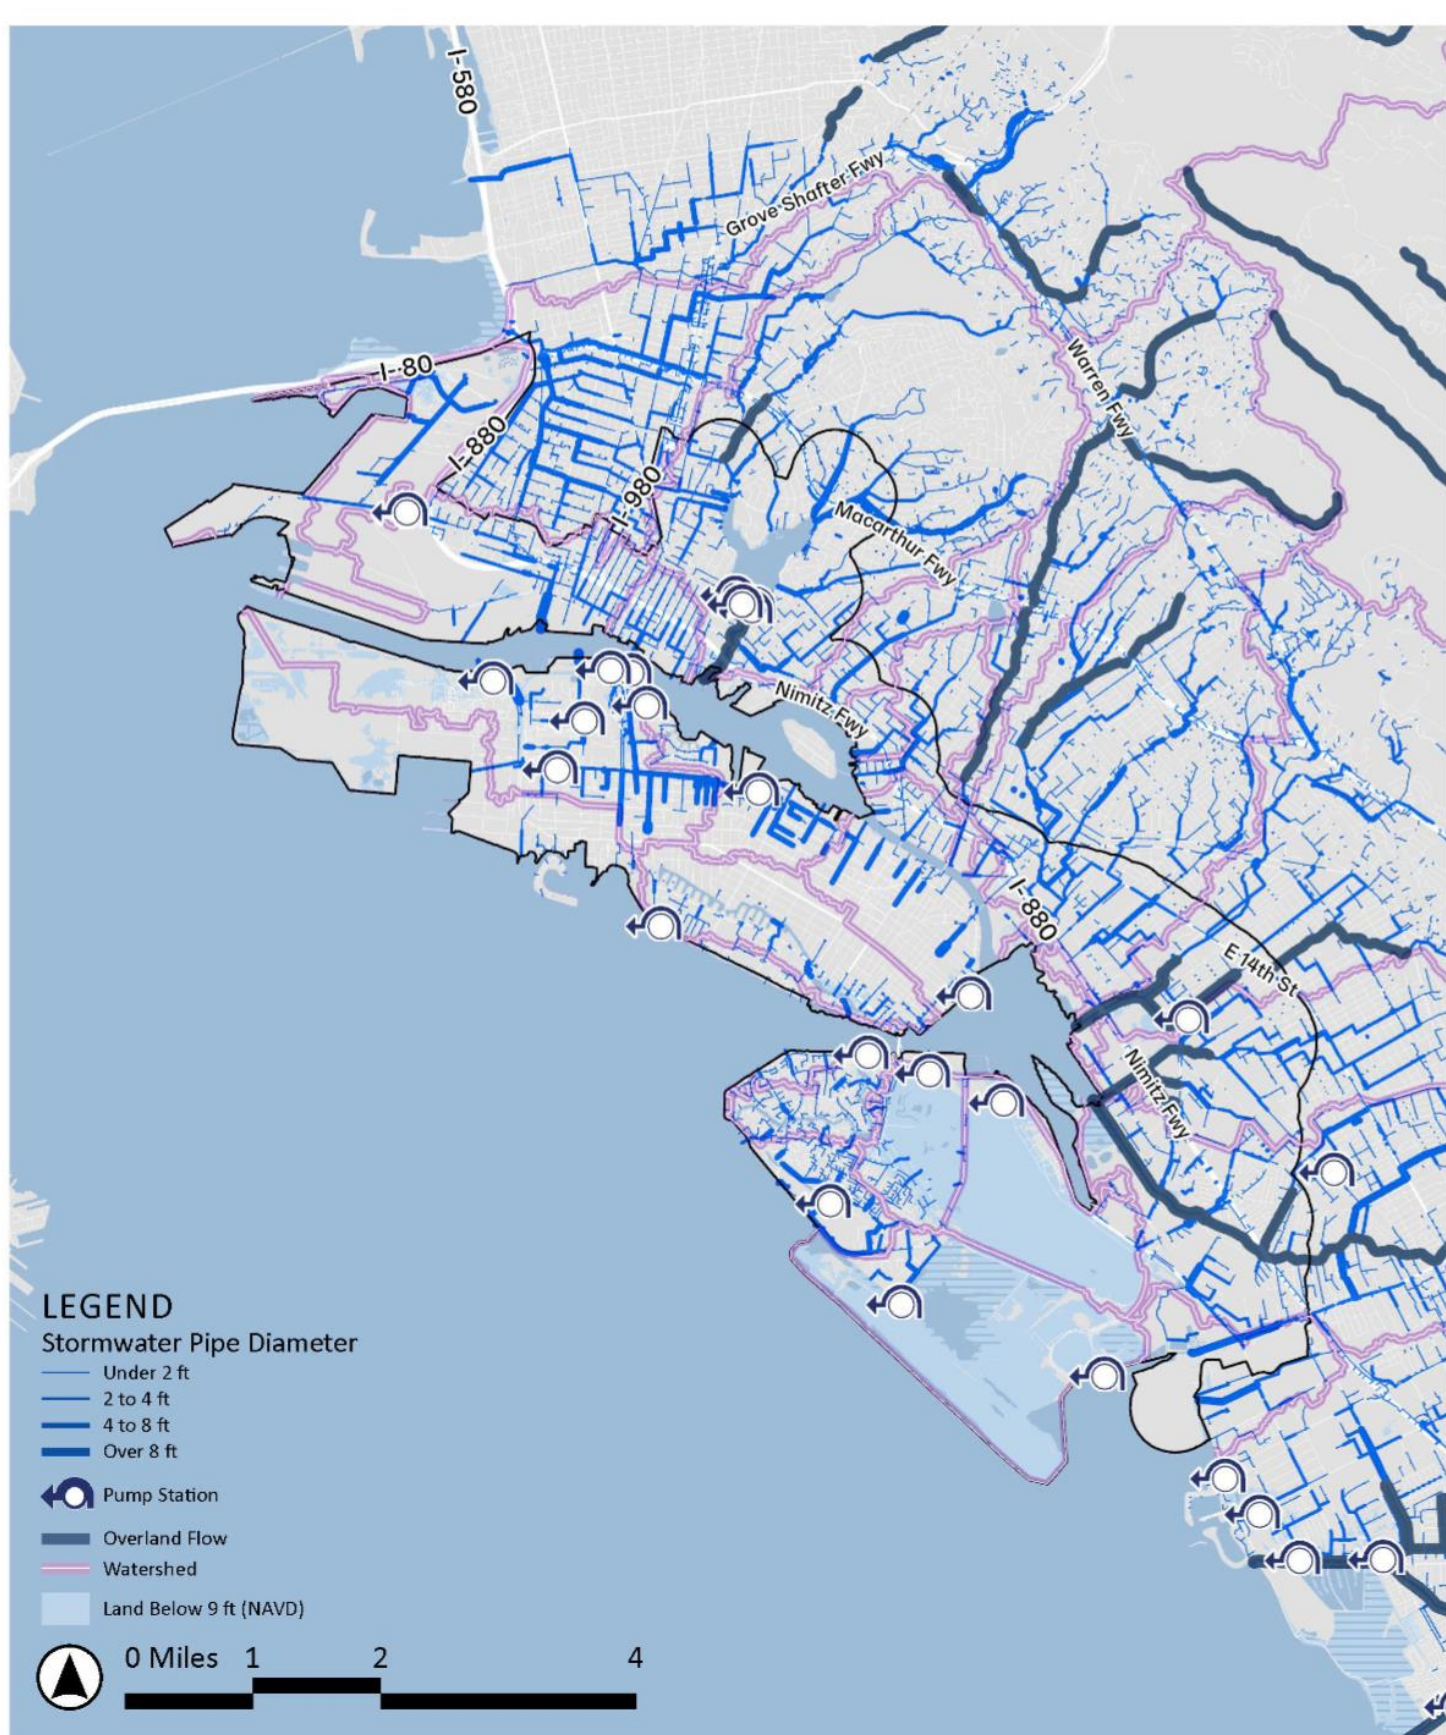 I-580
Grove Shafter Fwy
I-80
Warren Fwy
I-880
I-980
Macarthur Fwy
Nimitz Fwy
I-880
E 14th St
Nimitz Fwy
LEGEND
Stormwater Pipe Diameter
Under 2 ft
2 to 4 ft
4 to 8 ft
Over 8 ft
Pump Station
Overland Flow
Watershed
Land Below 9 ft (NAVD)
0 Miles 1 2 4